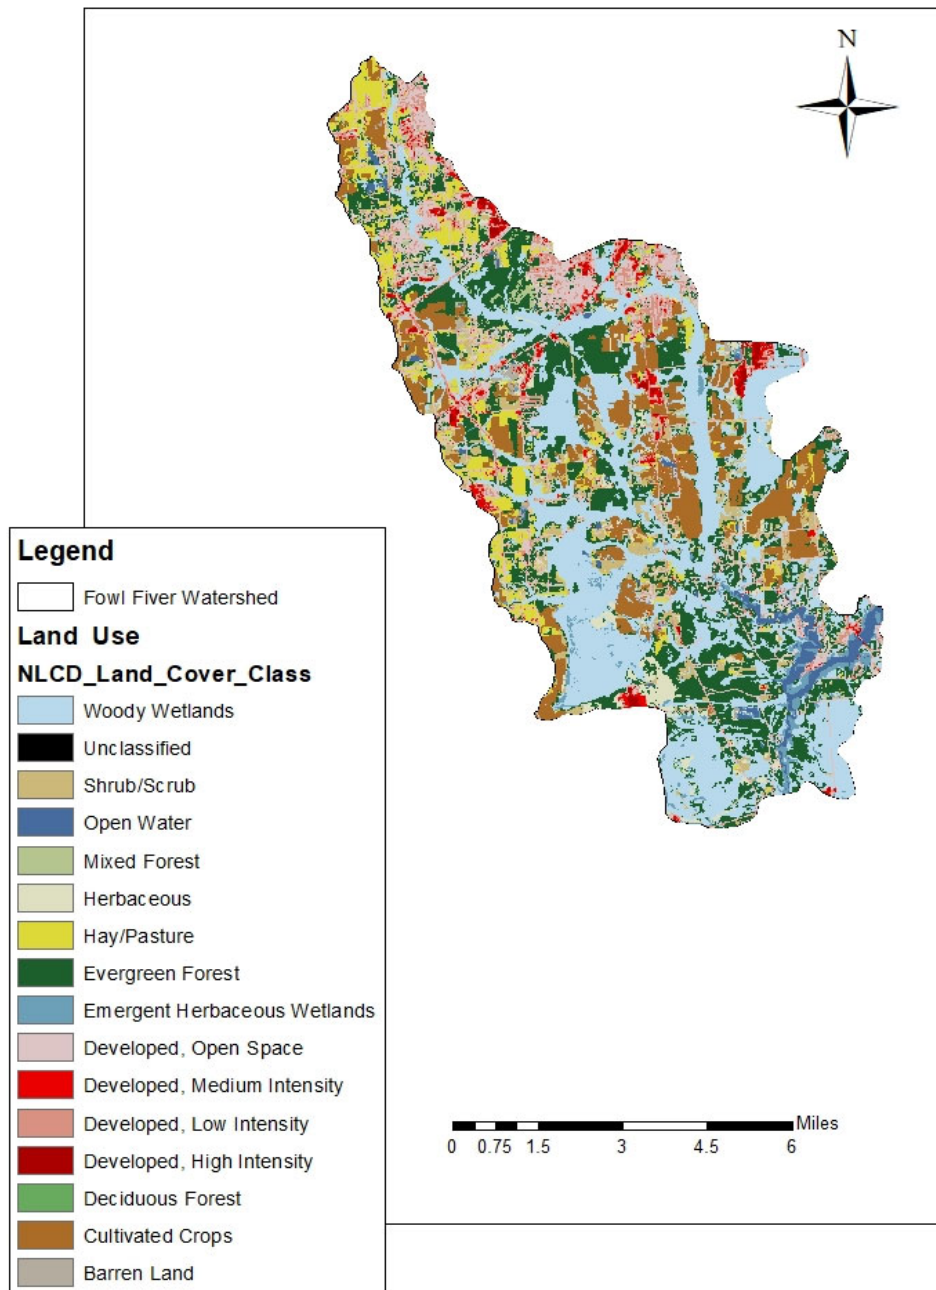 N
Legend
Fowl Fiver Watershed
Land Use
NLCD_Land_Cover_Class
Woody Wetlands
Unclassified
Shrub/Scrub
Open Water
Mixed Forest
Herbaceous
Hay/Pasture
Evergreen Forest
Emergent Herbaceous Wetlands
Developed, Open Space
Developed, Medium Intensity
Developed, Low Intensity
Developed, High Intensity
Deciduous Forest
Cultivated Crops
Barren Land
Miles
0 0.75 1.5 3 4.5 6